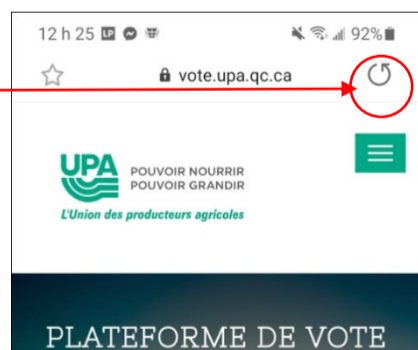 12 h 25 92%
vote.upa.qc.ca
UPA POUVOIR NOURRIR
POUVOIR GRANDIR
L'Union des producteurs agricoles
PLATEFORME DE VOTE